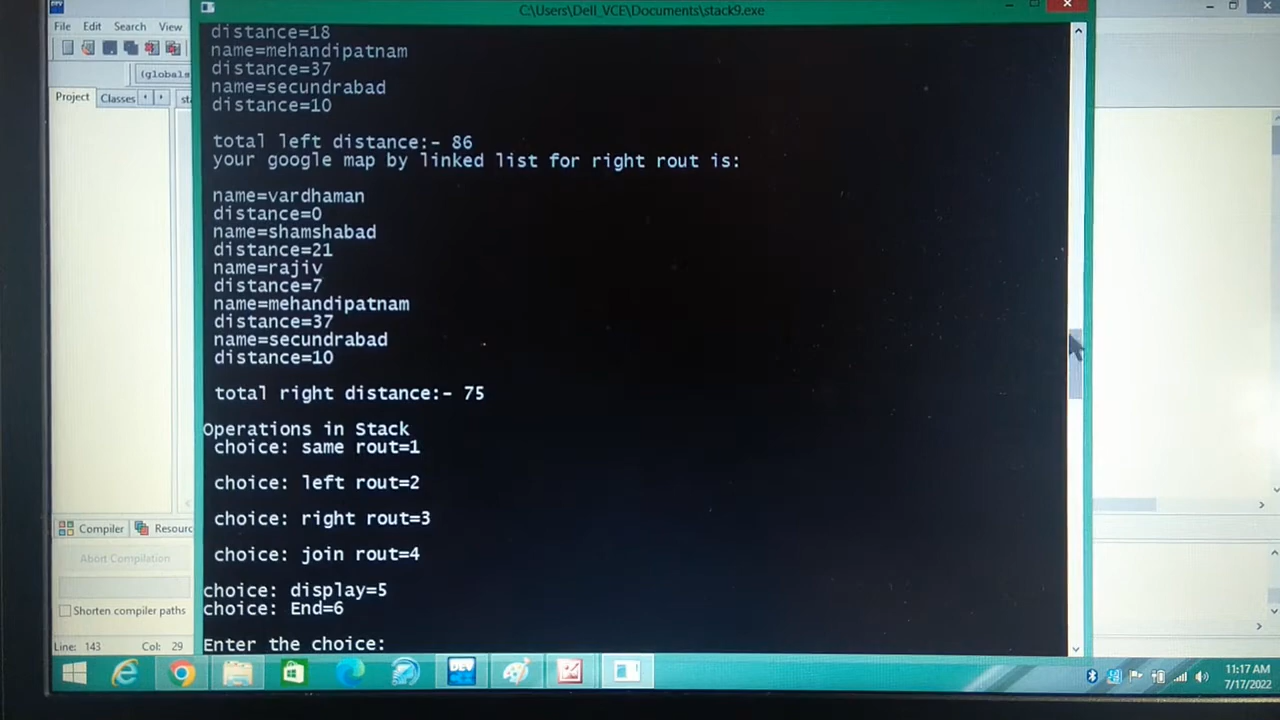 C:\Users\Dell_VCE\Documents\stack9.exe
File Edit Search View
(globals
Project Classes
distance=18
name=mehandipatnam
distance=37
name=secundrabad
distance=10
total left distance:- 86
your google map by linked list for right rout is:
name=vardhaman
distance=0
name=shamshabad
distance=21
name=rajiv
distance=7
name=mehandipatnam
distance=37
name=secundrabad
distance=10
total right distance:- 75
Operations in Stack
choice: same rout=1
choice: left rout=2
choice: right rout=3
choice: join rout=4
choice: display=5
choice: End=6
Enter the choice:
Compiler Resourc
Abort Compilation
Shorten compiler paths
Line: 143 Col: 29
DEV
11:17 AM
7/17/2022